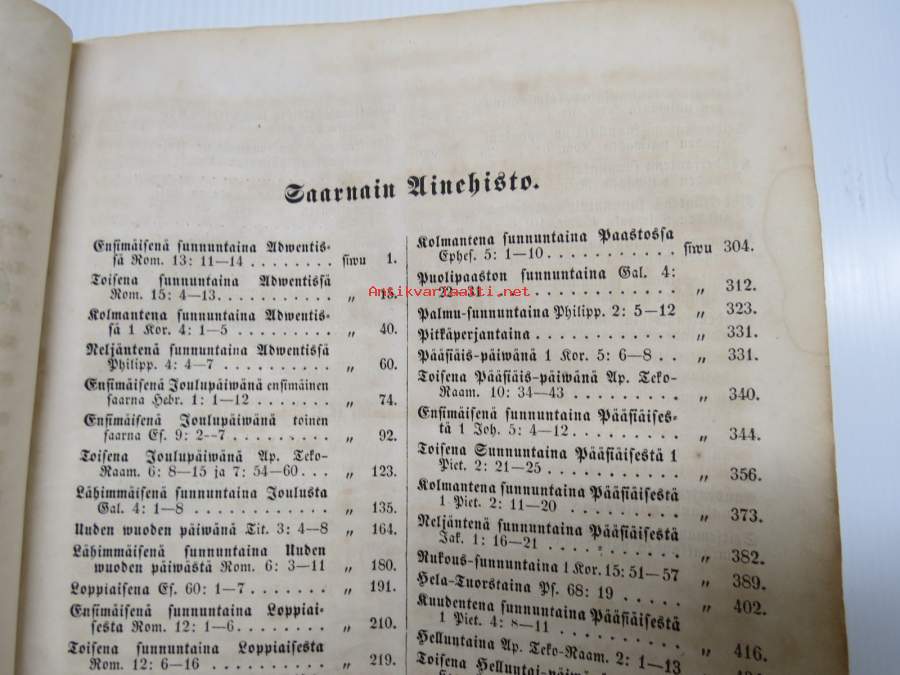 Saarnain Ainehisto.
Ensimäisenä sunnuntaina Adwentis-
sä Rom. 13: 11—14 . . . . . . . . siwu 1.
Toisena sunnuntaina Adwentissä
Rom. 15: 4—13. . . . . . . . . . . „ 15.
Kolmantena sunnuntaina Adwentis-
sä 1 Kor. 4: 1—5 . . . . . . . . . „ 40.
Neljäntenä sunnuntaina Adwentissä
Philipp. 4: 4—7 . . . . . . . . . . „ 60.
Ensimäisenä Joulupäiwänä ensimäinen
saarna Hebr. 1: 1—12 . . . . . . . „ 74.
Ensimäisenä Joulupäiwänä toinen
saarna Es. 9: 2—7 . . . . . . . . . „ 92.
Toisena Joulupäiwänä Ap. Teko-
Raam. 6: 8—15 ja 7: 54—60 . . . „ 123.
Lähimmäisenä sunnuntaina Joulusta
Gal. 4: 1—8 . . . . . . . . . . . . „ 135.
Uuden wuoden päiwänä Tit. 3: 4—8 „ 164.
Lähimmäisenä sunnuntaina Uuden
wuoden päiwästä Rom. 6: 3—11 „ 180.
Loppiaisena Es. 60: 1—7 . . . . . . . „ 191.
Ensimäisenä sunnuntaina Loppiai-
sesta Rom. 12: 1—6. . . . . . . . . „ 210.
Toisena sunnuntaina Loppiaisesta
Rom. 12: 6—16 . . . . . . . . . . „ 219.
Kolmantena sunnuntaina Paastossa
Ephes. 5: 1—10 . . . . . . . . . . . siwu 304.
Puolipaaston sunnuntaina Gal. 4:
22—31 . . . . . . . . . . . . . . . „ 312.
Palmu-sunnuntaina Philipp. 2: 5—12 „ 323.
Pitkäperjantaina . . . . . . . . . . . . „ 331.
Pääsiäis-päiwänä 1 Kor. 5: 6—8 . . „ 331.
Toisena Pääsiäis-päiwänä Ap. Teko-
Raam. 10: 34—43 . . . . . . . . . „ 340.
Ensimäisenä sunnuntaina Pääsiäises-
tä 1 Joh. 5: 4—12. . . . . . . . . . „ 344.
Toisena Sunnuntaina Pääsiäisestä 1
Piet. 2: 21—25 . . . . . . . . . . . „ 356.
Kolmantena sunnuntaina Pääsiäisestä
1 Piet. 2: 11—20 . . . . . . . . . . „ 373.
Neljäntenä sunnuntaina Pääsiäisestä
Jak. 1: 16—21 . . . . . . . . . . . „ 382.
Rukous-sunnuntaina 1 Kor. 15: 51—57 „ 389.
Hela-Tuorstaina Ps. 68: 19 . . . . . „ 402.
Kuudentena sunnuntaina Pääsiäisestä
1 Piet. 4: 8—11 . . . . . . . . . . „ 416.
Helluntaina Ap. Teko-Raam. 2: 1—13
Toisena Helluntai-
Antikvariaatti.net